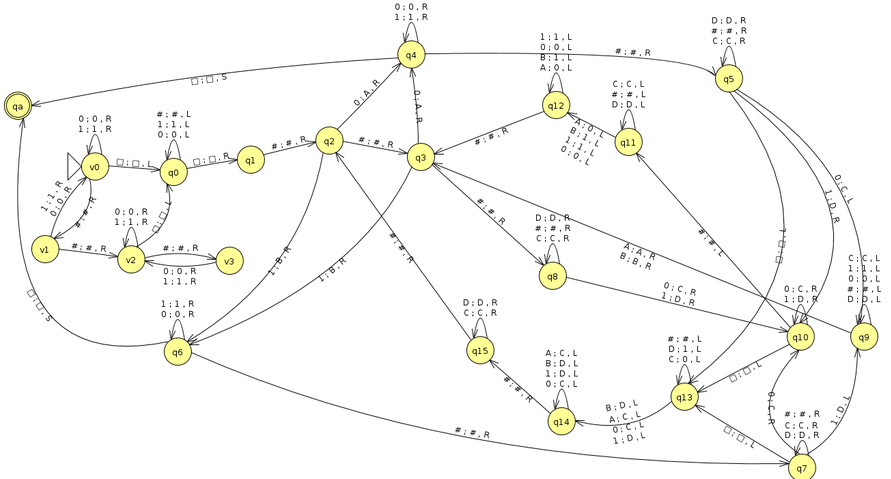 0;0,R
1;1,R
q4
□;□,S
#;#,R
1;1,L
0;0,L
B;1,L
A;0,L
q12
D;D,R
#;#,R
C;C,R
q5
qa
0;0,R
1;1,R
v0
□;□,L
#;#,L
1;1,L
0;0,L
q0
□;□,R
q1
#;#,R
q2
0;A,R
#;#,R
0;A,R
q3
#;#,R
C;C,L
#;#,L
D;D,L
q11
A;0,L
B;1,L
1;1,L
0;0,L
0;C,L
1;D,R
1;1,R
0;0,R
#;#,R
v1
#;#,R
0;0,R
1;1,R
v2
□;□,L
#;#,R
0;0,R
1;1,R
v3
1;B,R
1;B,R
#;#,R
#;#,R
D;D,R
#;#,R
C;C,R
q8
A;A,R
B;B,R
#;#,L
0;C,R
1;D,R
0;C,R
1;D,R
q10
C;C,L
1;1,L
0;0,L
#;#,L
D;D,L
q9
□;□,S
1;1,R
0;0,R
q6
D;D,R
C;C,R
q15
A;C,L
B;D,L
1;D,L
0;C,L
q14
#;#,R
#;#,L
D;1,L
C;0,L
q13
□;□,L
B;D,L
A;C,L
0;C,L
1;D,L
#;#,R
□;□,L
0;C,R
1;D,L
#;#,R
C;C,R
D;D,R
q7